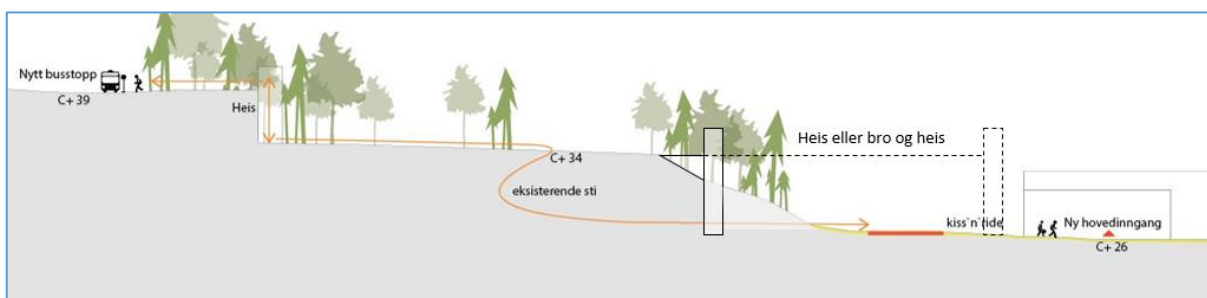 Nytt busstopp
C+ 39
Heis
C+ 34
eksisterende sti
Heis eller bro og heis
kiss`n`ride
Ny hovedinngang
C+ 26